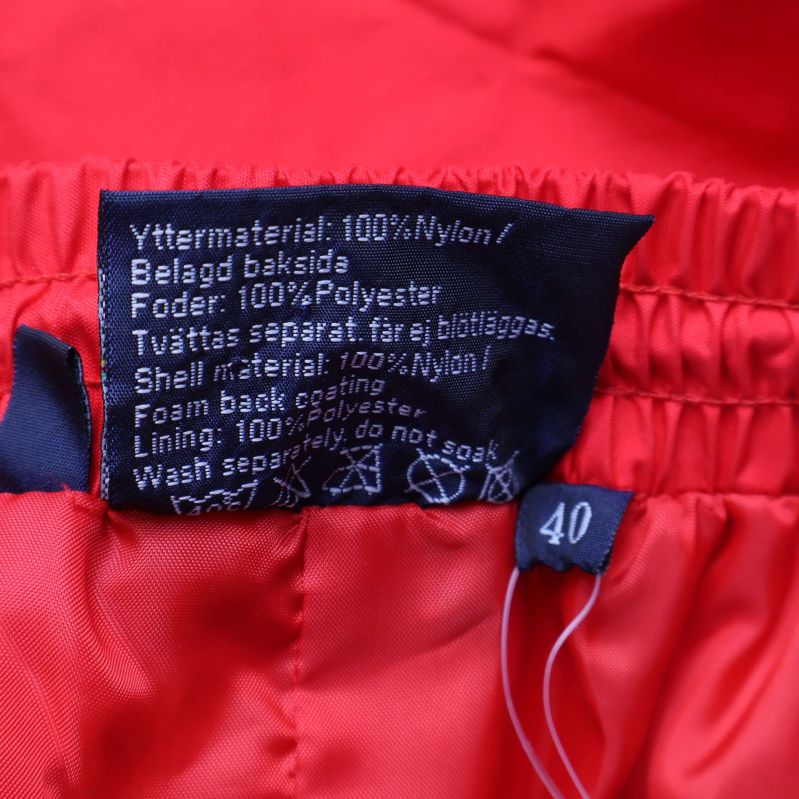 Yttermaterial: 100%Nylon/
Belagd baksida
Foder: 100%Polyester
Tvättas separat. får ej blötläggas.
Shell material: 100%Nylon/
Foam back coating
Lining: 100%Polyester
Wash separately, do not soak
40°C
40